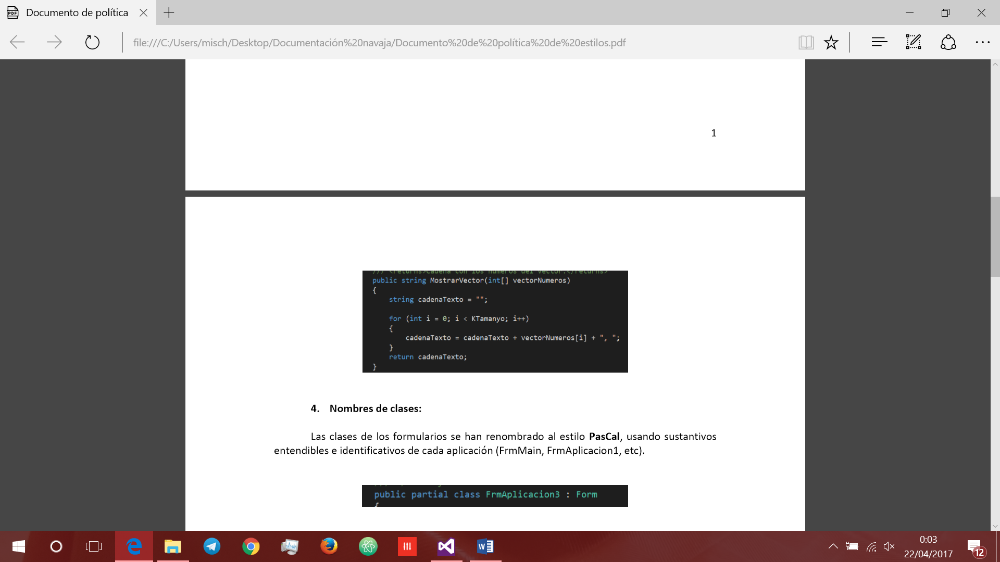 Documento de política
file:///C:/Users/misch/Desktop/Documentación%20navaja/Documento%20de%20política%20de%20estilos.pdf
1
/// <returns>Cadena con los números del vector.</returns>
public string MostrarVector(int[] vectorNumeros)
{
string cadenaTexto = "";
for (int i = 0; i < KTamanyo; i++)
{
cadenaTexto = cadenaTexto + vectorNumeros[i] + ", ";
}
return cadenaTexto;
}
4. Nombres de clases:
Las clases de los formularios se han renombrado al estilo PasCal, usando sustantivos
entendibles e identificativos de cada aplicación (FrmMain, FrmAplicacion1, etc).
public partial class FrmAplicacion3 : Form
{
0:03
22/04/2017
12